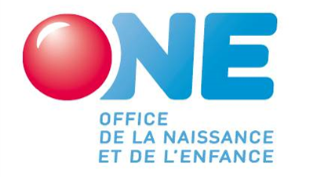 ONE
OFFICE
DE LA NAISSANCE
ET DE L'ENFANCE